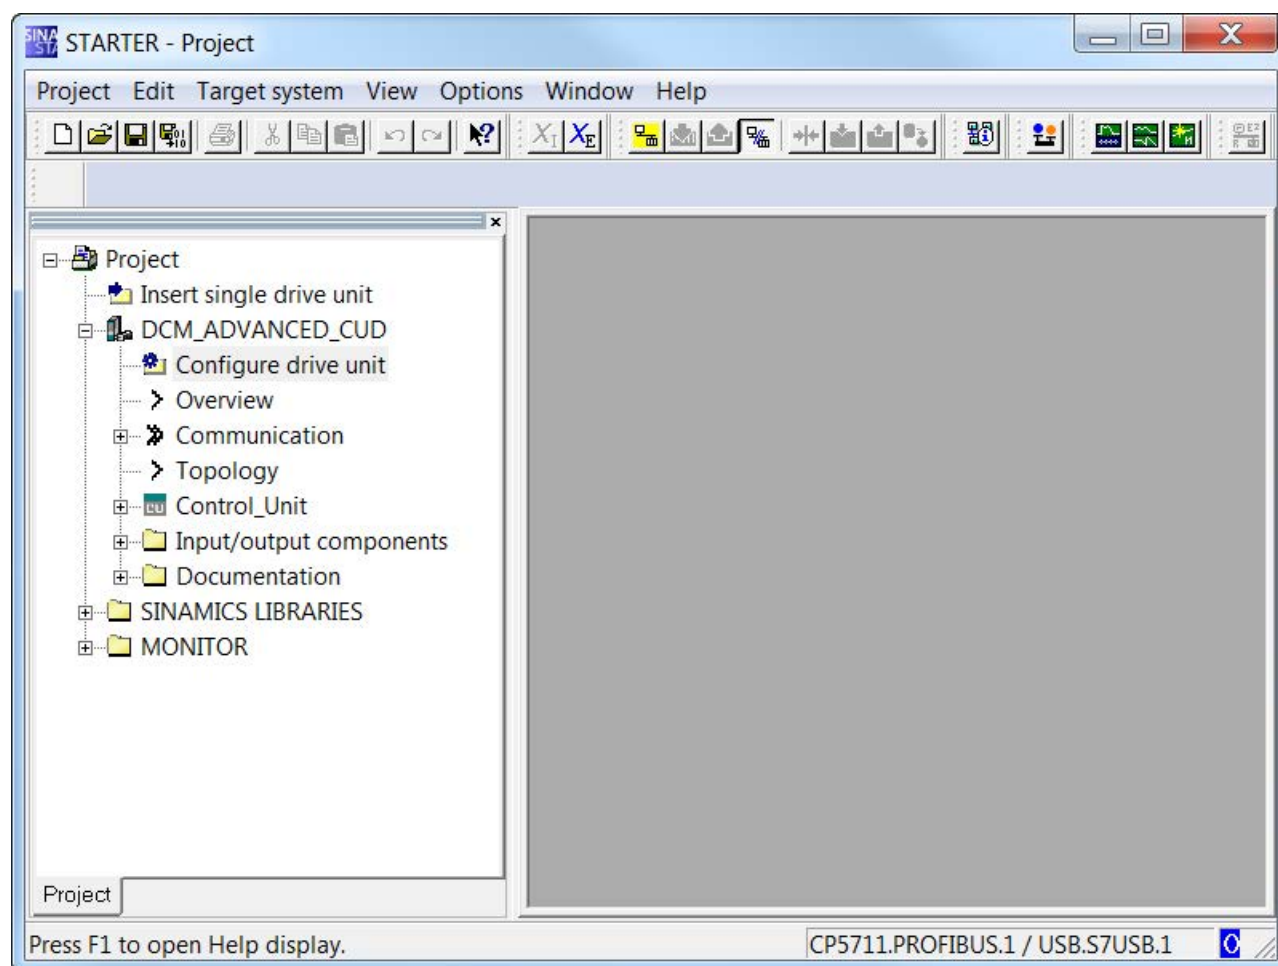 STARTER - Project
Project Edit Target system View Options Window Help
Project
Insert single drive unit
DCM_ADVANCED_CUD
Configure drive unit
Overview
Communication
Topology
Control_Unit
Input/output components
Documentation
SINAMICS LIBRARIES
MONITOR
Project
Press F1 to open Help display. CP5711.PROFIBUS.1 / USB.S7USB.1